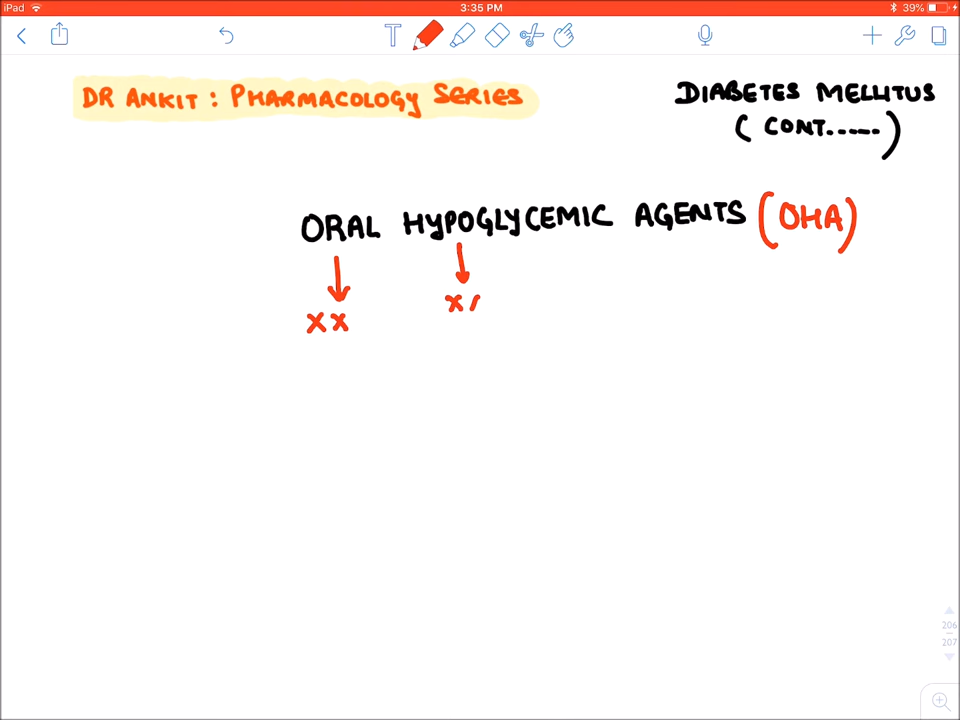 iPad 3:35 PM 39%
DR ANKIT : PHARMACOLOGY SERIES
DIABETES MELLITUS
( CONT...... )
ORAL HYPOGLYCEMIC AGENTS (OHA)
xx
206
207